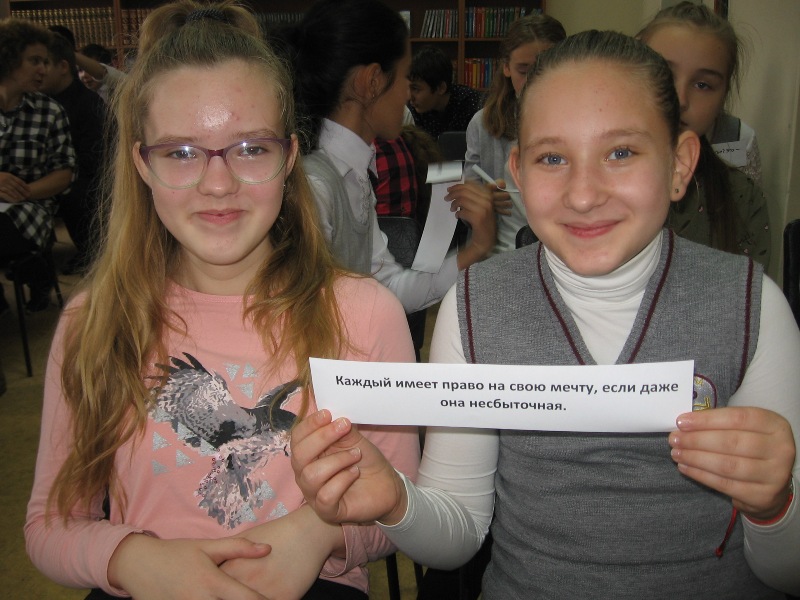 Каждый имеет право на свою мечту, если даже
она несбыточная.